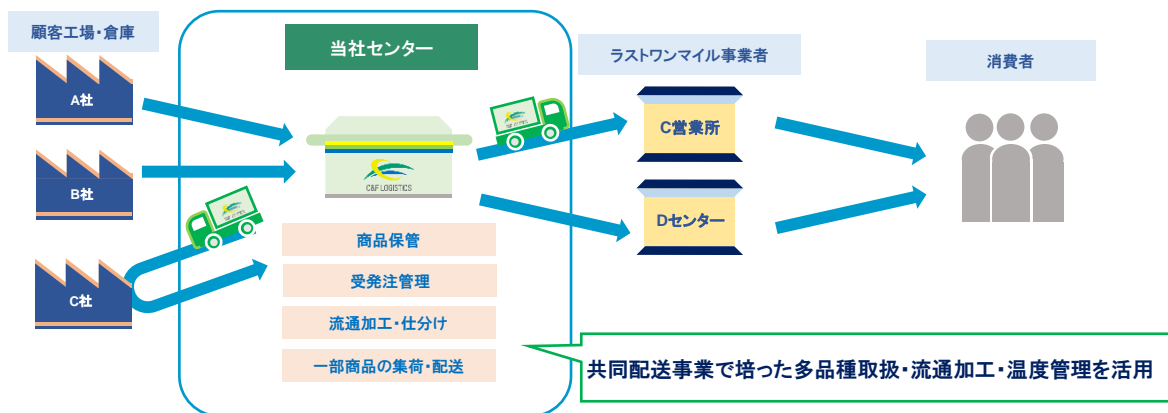 顧客工場・倉庫
当社センター
ラストワンマイル事業者
消費者
A社
B社
C社
C&F LOGISTICS
C営業所
Dセンター
商品保管
受発注管理
流通加工・仕分け
一部商品の集荷・配送
共同配送事業で培った多品種取扱・流通加工・温度管理を活用